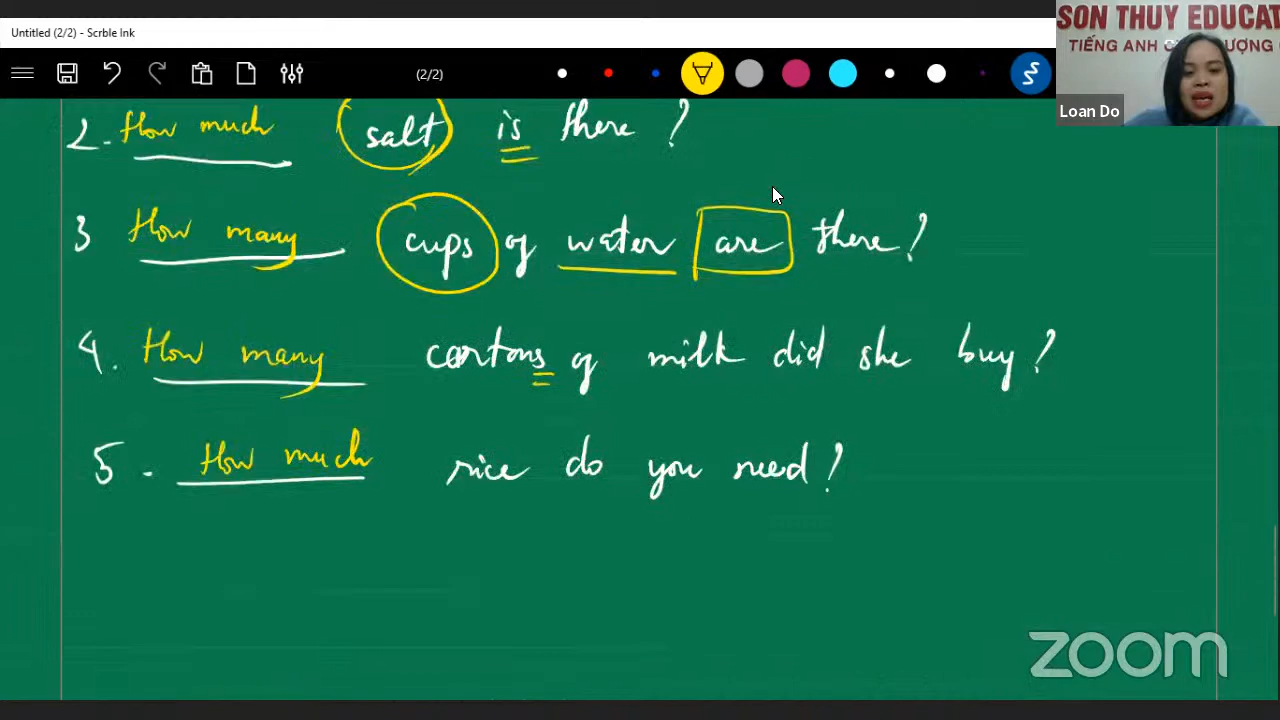 Untitled (2/2) - Scrble Ink
(2/2)
SON THUY EDUCAT
TIẾNG ANH
Loan Do
2. How much salt is there?
3 How many cups of water are there?
4. How many cartons of milk did she buy?
5. How much rice do you need?
zoom